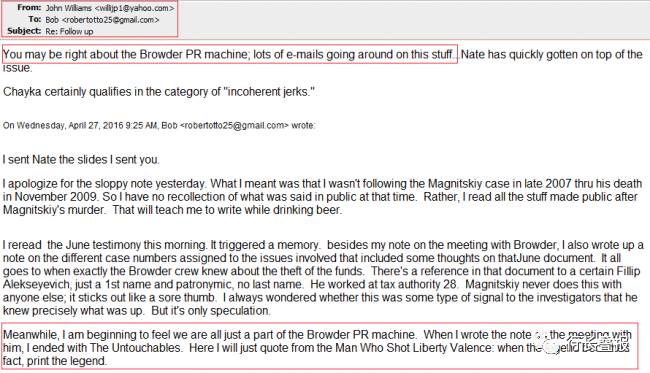 From: John Williams <willjp1@yahoo.com>
To: Bob <robertotto25@gmail.com>
Subject: Re: Follow up
You may be right about the Browder PR machine; lots of e-mails going around on this stuff... Nate has quickly gotten on top of the
issue.
Chayka certainly qualifies in the category of "incoherent jerks."
On Wednesday, April 27, 2016 9:25 AM, Bob <robertotto25@gmail.com> wrote:
I sent Nate the slides I sent you.
I apologize for the sloppy note yesterday. What I meant was that I wasn't following the Magnitskiy case in late 2007 thru his death
in November 2009. So I have no recollection of what was said in public at that time. Rather, I read all the stuff made public after
Magnitskiy's murder. That will teach me to write while drinking beer.
I reread the June testimony this morning. It triggered a memory. besides my note on the meeting with Browder, I also wrote up a
note on the different case numbers assigned to the issues involved that included some thoughts on thatJune document. It all
goes to when exactly the Browder crew knew about the theft of the funds. There's a reference in that document to a certain Fillip
Alekseyevich, just a 1st name and patronymic, no last name. He worked at tax authority 28. Magnitskiy never does this with
anyone else; it sticks out like a sore thumb. I always wondered whether this was some type of signal to the investigators that he
knew precisely what was up. But it's only speculation.
Meanwhile, I am beginning to feel we are all just a part of the Browder PR machine. When I wrote the note the meeting with
him, I ended with The Untouchables. Here I will just quote from the Man Who Shot Liberty Valence: when the
fact, print the legend.